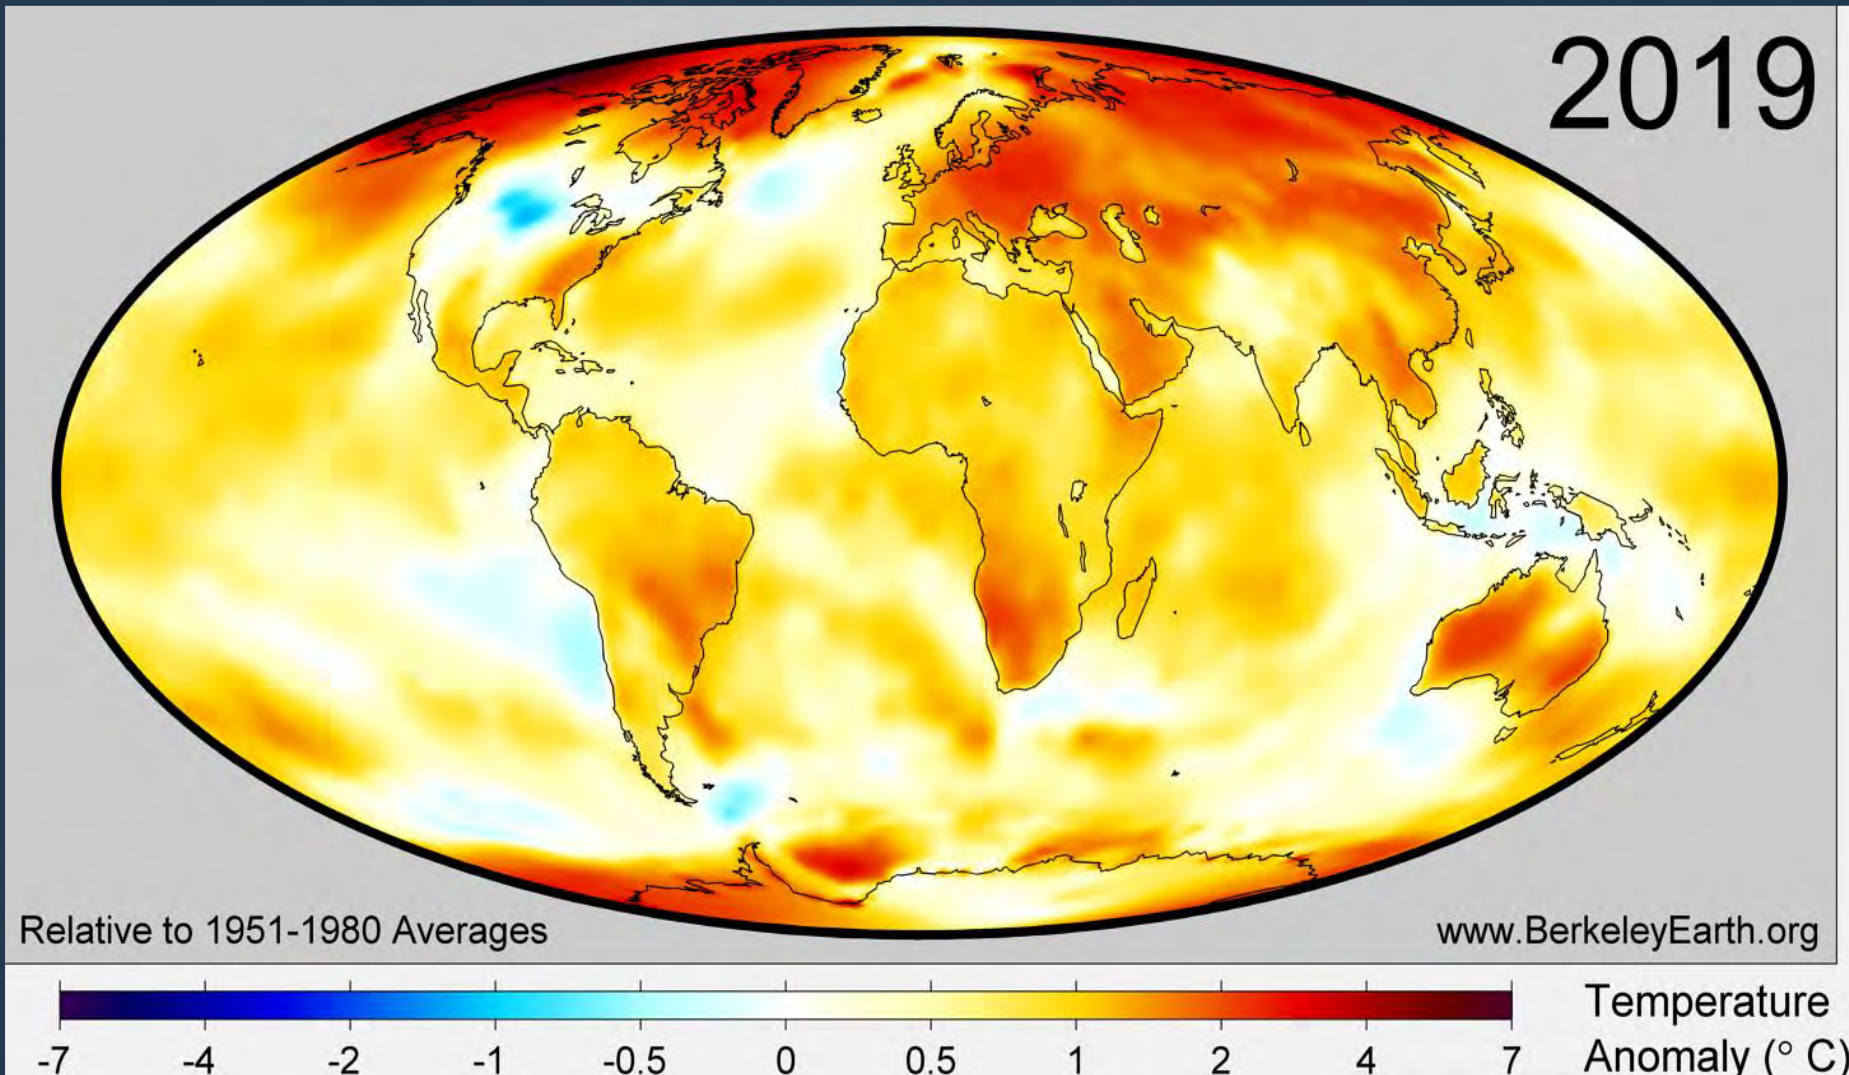 2019
Relative to 1951-1980 Averages
www.BerkeleyEarth.org
-7 -4 -2 -1 -0.5 0 0.5 1 2 4 7
Temperature
Anomaly (° C)